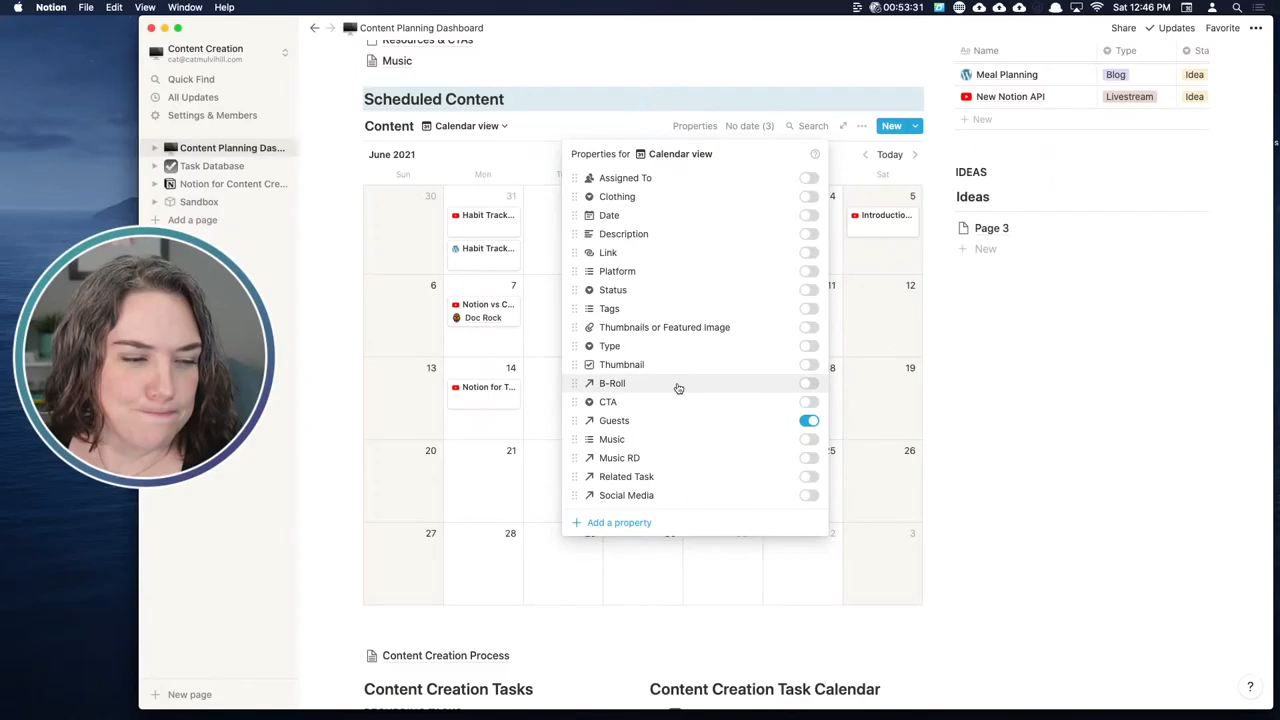 Notion File Edit View History Window Help
00:53:31
Sat 12:46 PM
Content Creation
cat@catmulvihill.com
Quick Find
All Updates
Settings & Members
Content Planning Das...
Task Database
Notion for Content Cre...
Sandbox
Add a page
New page
Content Planning Dashboard
Share Updates Favorite
Resources & CTAs
Music
Scheduled Content
Content Calendar view
Properties No date (3) Search New
June 2021
Today
Sun Mon Sat
30 31 4 5
Habit Track...
Introductio...
Habit Track...
6 7 11 12
Notion vs C...
Doc Rock
13 14 18 19
Notion for T...
20 21 25 26
27 28 2 3
Properties for Calendar view
Assigned To
Clothing
Date
Description
Link
Platform
Status
Tags
Thumbnails or Featured Image
Type
Thumbnail
B-Roll
CTA
Guests
Music
Music RD
Related Task
Social Media
Add a property
Name Type Sta
Meal Planning Blog Idea
New Notion API Livestream Idea
New
IDEAS
Ideas
Page 3
New
Content Creation Process
Content Creation Tasks
Content Creation Task Calendar
?